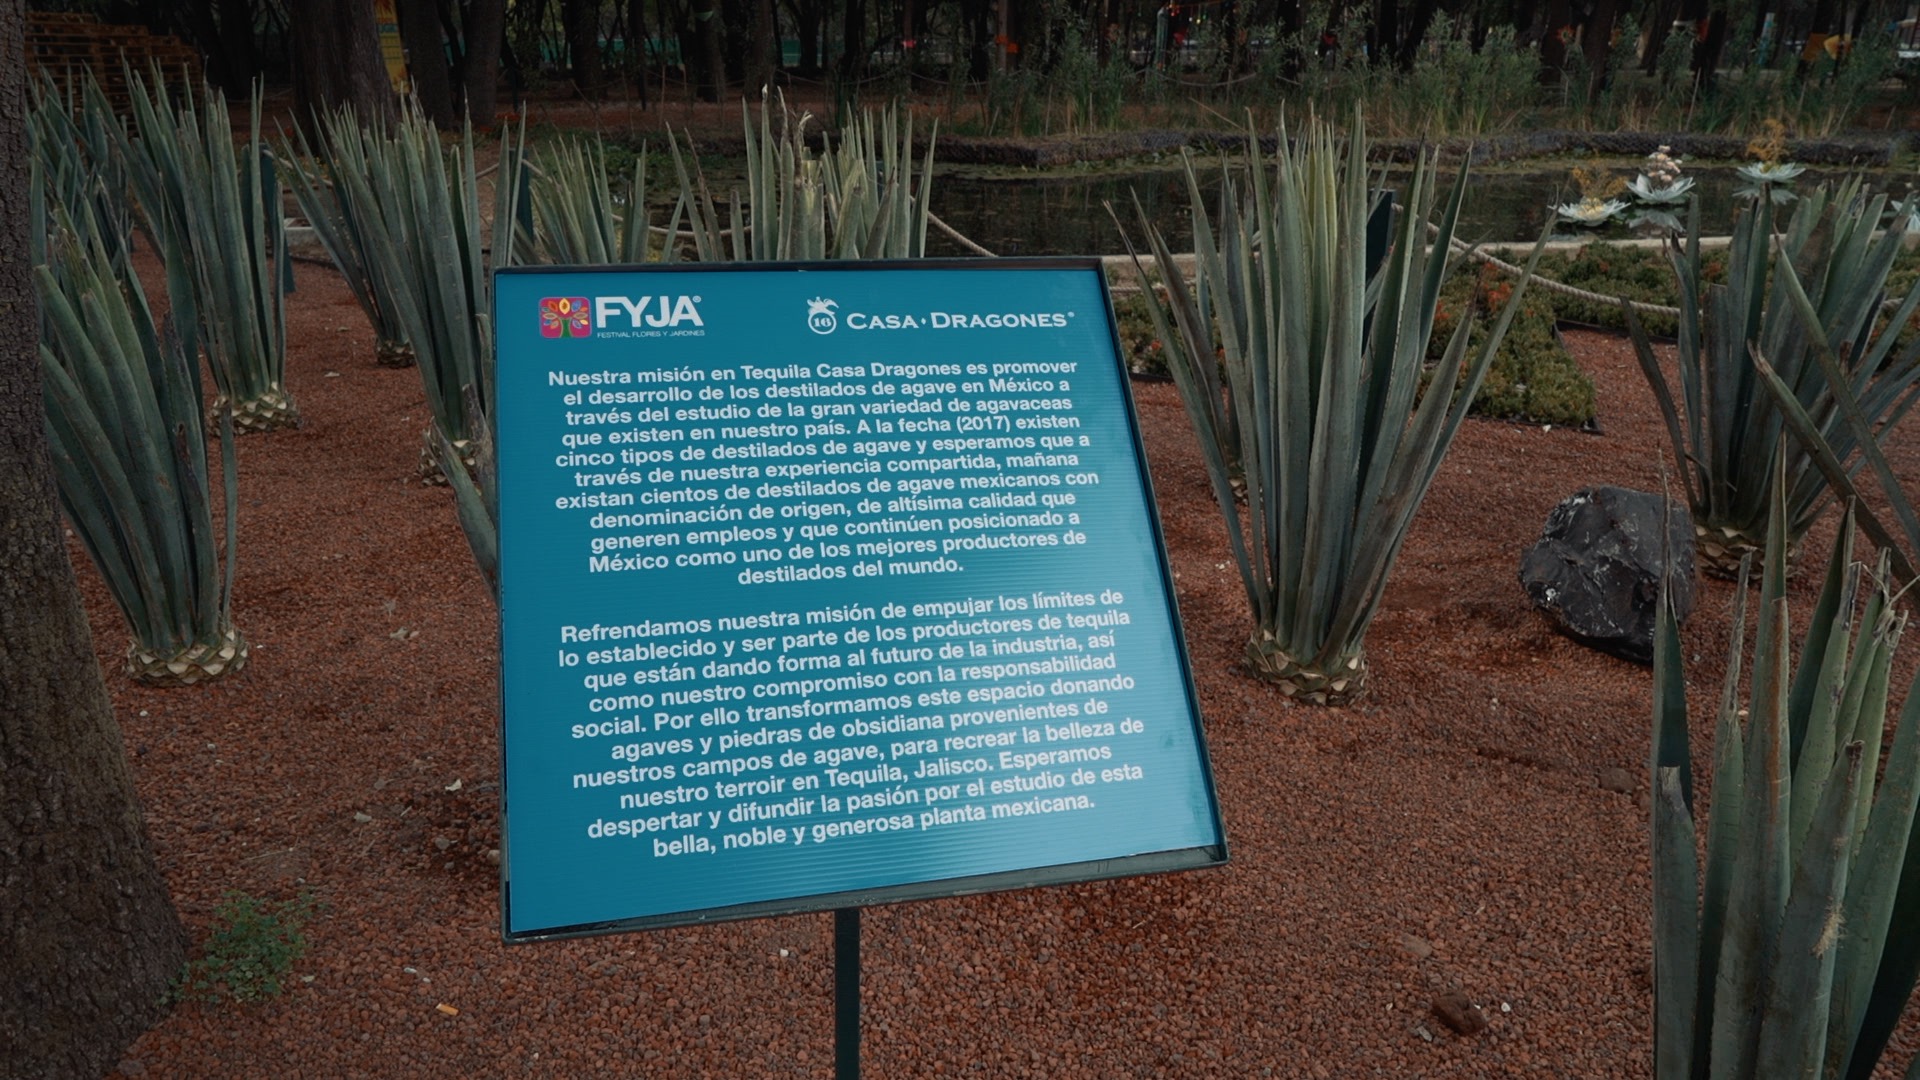 FYJA®
FESTIVAL FLORES Y JARDINES
16
CASA · DRAGONES®
Nuestra misión en Tequila Casa Dragones es promover
el desarrollo de los destilados de agave en México a
través del estudio de la gran variedad de agavaceas
que existen en nuestro país. A la fecha (2017) existen
cinco tipos de destilados de agave y esperamos que a
través de nuestra experiencia compartida, mañana
existan cientos de destilados de agave mexicanos con
denominación de origen, de altísima calidad que
generen empleos y que continúen posicionado a
México como uno de los mejores productores de
destilados del mundo.
Refrendamos nuestra misión de empujar los límites de
lo establecido y ser parte de los productores de tequila
que están dando forma al futuro de la industria, así
como nuestro compromiso con la responsabilidad
social. Por ello transformamos este espacio donando
agaves y piedras de obsidiana provenientes de
nuestros campos de agave, para recrear la belleza de
nuestro terroir en Tequila, Jalisco. Esperamos
despertar y difundir la pasión por el estudio de esta
bella, noble y generosa planta mexicana.